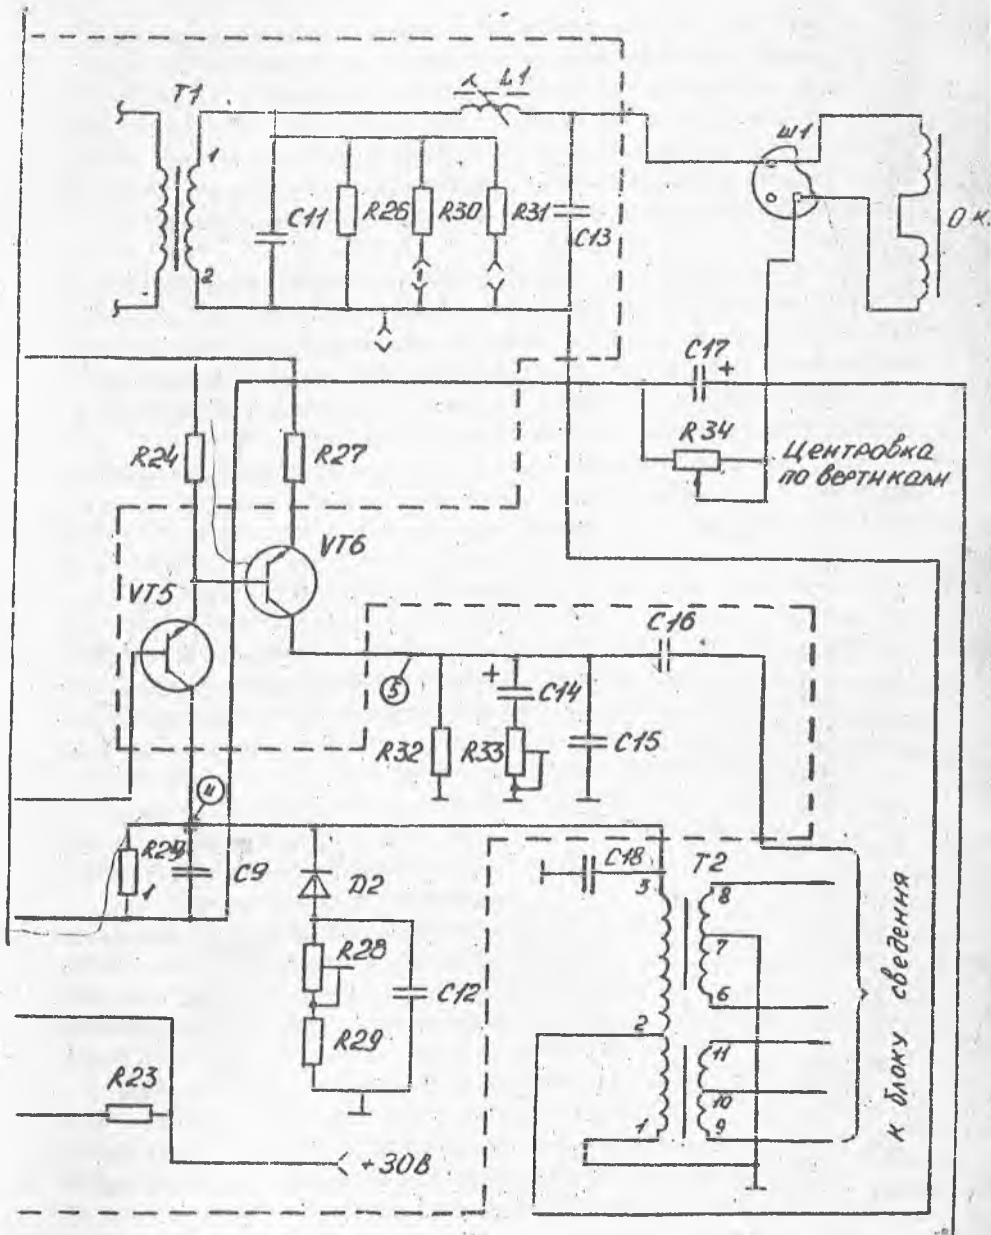 T1
L1
1
2
C11
R26
R30
R31
C13
Ш1
О к.
C17
+
R34
Центровка
по вертикали
R24
R27
VT6
VT5
C16
5
+
C14
R32
R33
C15
4
C9
1
D2
C18
T2
3
8
7
6
R28
C12
R29
2
11
10
9
1
R23
+30В
к блоку сведения